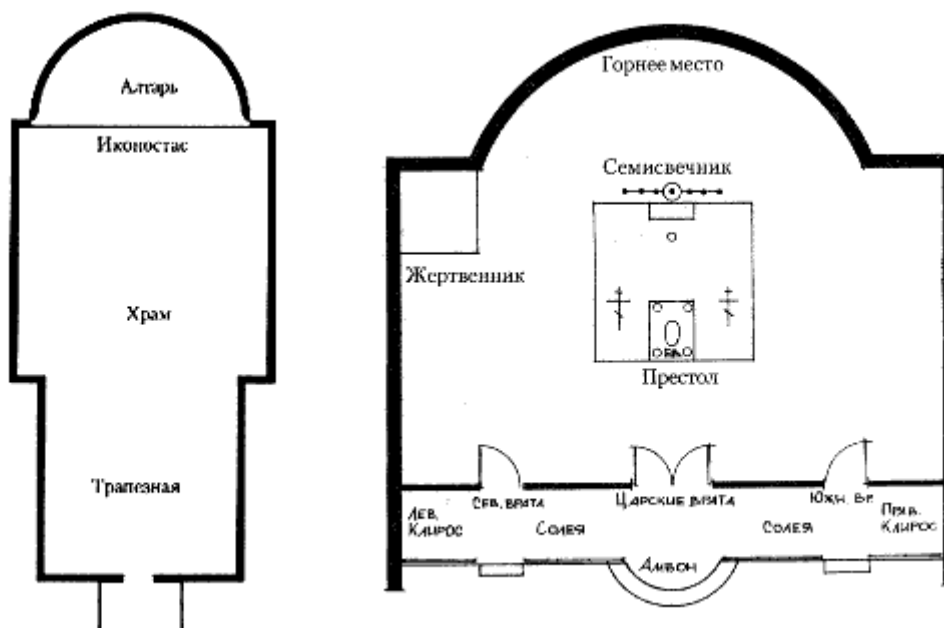 Алтарь
Иконостас
Храм
Трапезная
Горнее место
Семисвечник
Жертвенник
Престол
СЕВ. ВРАТА
ЦАРСКИЕ ВРАТА
ЮЖН. ВР.
ЛЕВ.
КЛИРОС
СОЛЕЯ
СОЛЕЯ
ПРАВ.
КЛИРОС
АМВОН